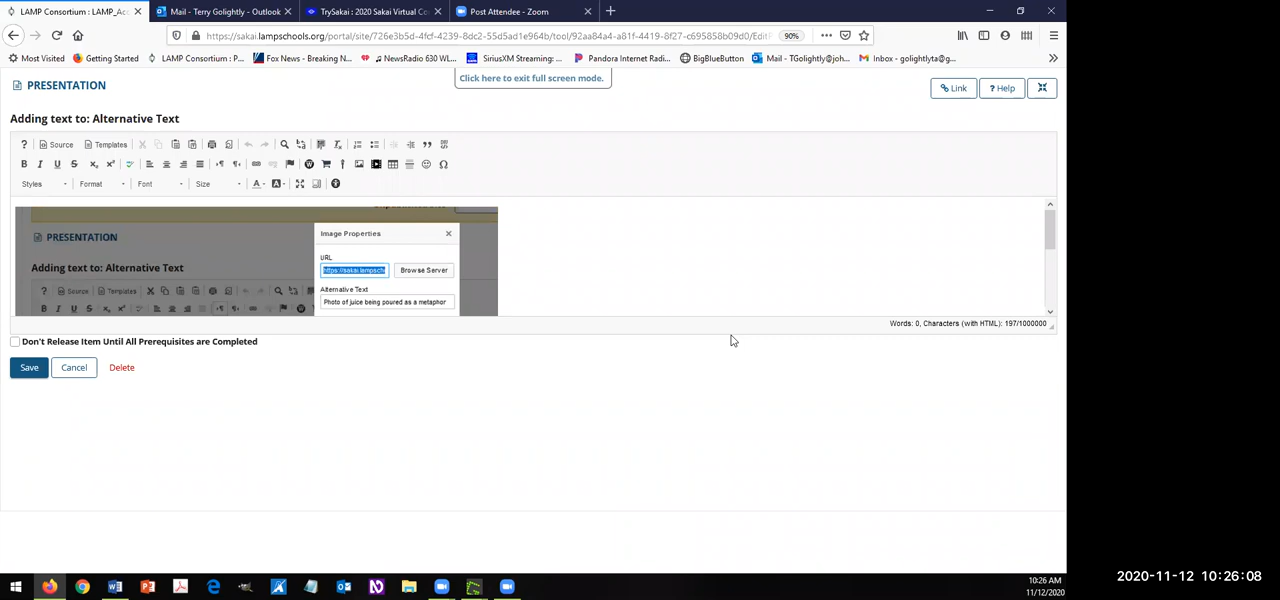 LAMP Consortium : LAMP_Acc
Mail - Terry Golightly - Outlook
TrySakai : 2020 Sakai Virtual Co
Post Attendee - Zoom
https://sakai.lampschools.org/portal/site/726e3b5d-4fcf-4239-8dc2-55d5ad1e964b/tool/92aa84a4-a81f-4419-8f27-c695858b09d0/EditP
90%
Most Visited
Getting Started
LAMP Consortium : P...
Fox News - Breaking N...
NewsRadio 630 WL...
SiriusXM Streaming: ...
Pandora Internet Radi...
BigBlueButton
Mail - TGolightly@joh...
Inbox - golightlyta@g...
PRESENTATION
Click here to exit full screen mode.
Link
? Help
Adding text to: Alternative Text
Source
Templates
Styles
Format
Font
Size
PRESENTATION
Image Properties
URL
https://sakai.lampscho
Browse Server
Adding text to: Alternative Text
Alternative Text
Source
Templates
Photo of juice being poured as a metaphor
Words: 0, Characters (with HTML): 197/1000000
Don't Release Item Until All Prerequisites are Completed
Save
Cancel
Delete
10:26 AM
11/12/2020
2020-11-12 10:26:08